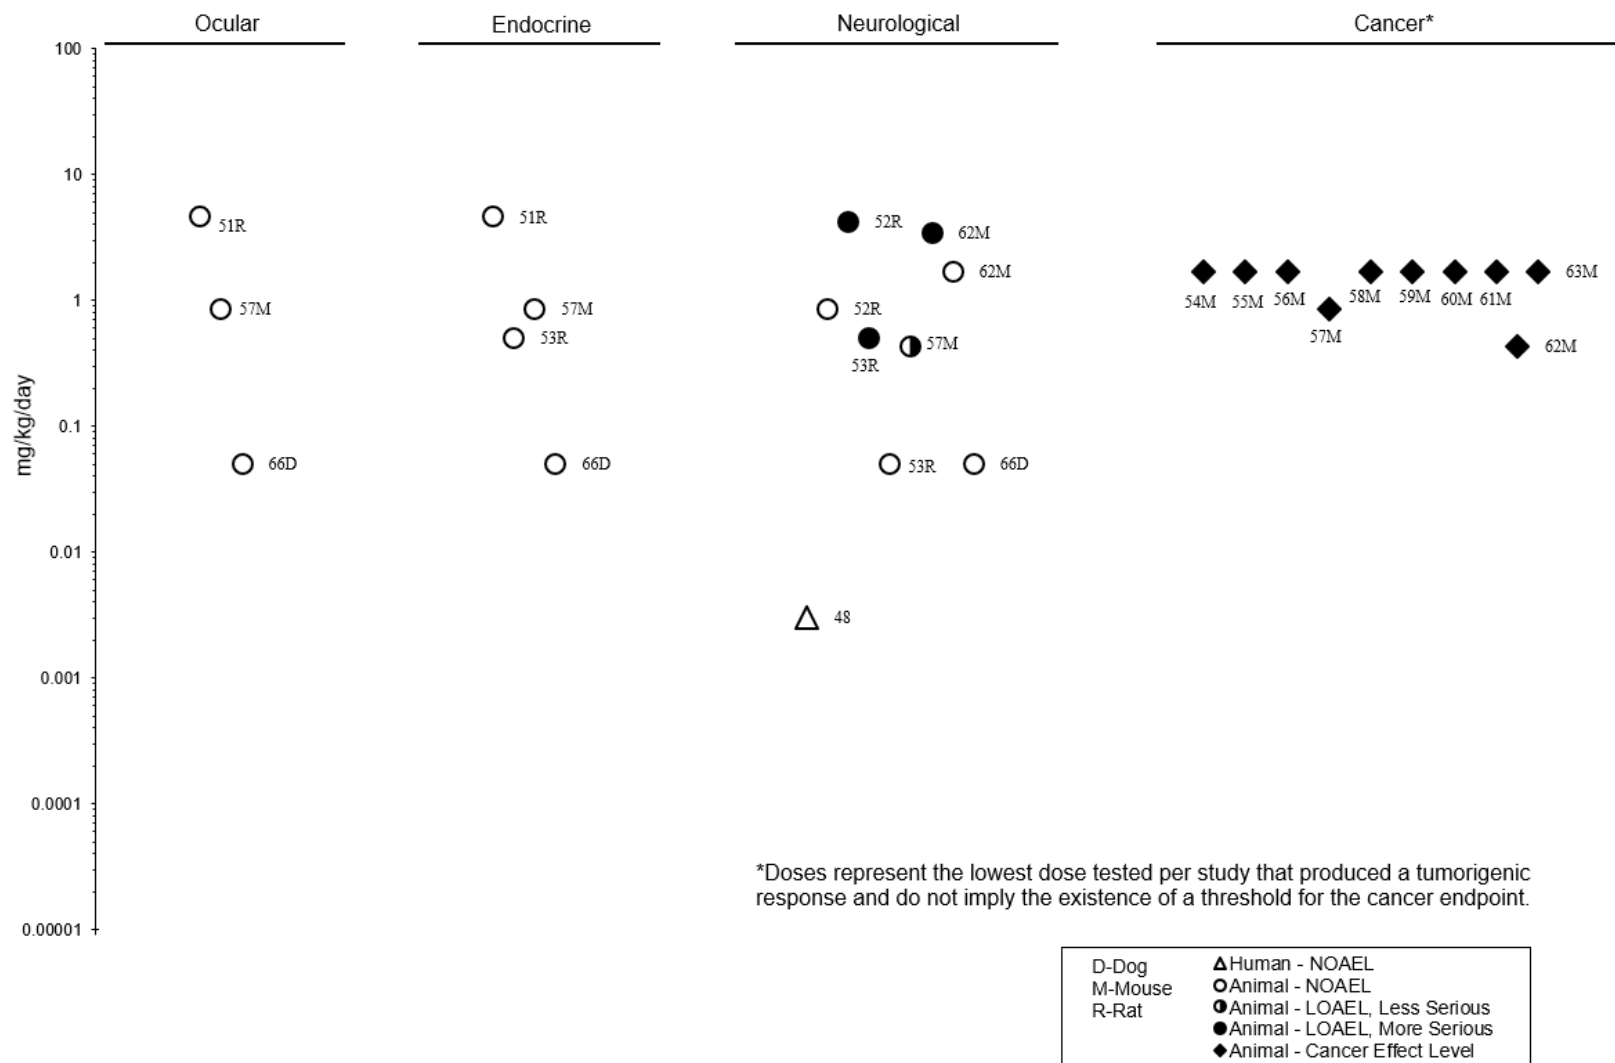 Ocular Endocrine Neurological Cancer*
100
10
51R 51R 52R 62M
62M 63M
54M 55M 56M 58M 59M 60M 61M
1
57M 57M 52R
57M
53R 53R 57M 62M
0.1
mg/kg/day
66D 66D 53R 66D
0.01
48
0.001
0.0001
*Doses represent the lowest dose tested per study that produced a tumorigenic
response and do not imply the existence of a threshold for the cancer endpoint.
0.00001
D-Dog
M-Mouse
R-Rat
Human - NOAEL
Animal - NOAEL
Animal - LOAEL, Less Serious
Animal - LOAEL, More Serious
Animal - Cancer Effect Level